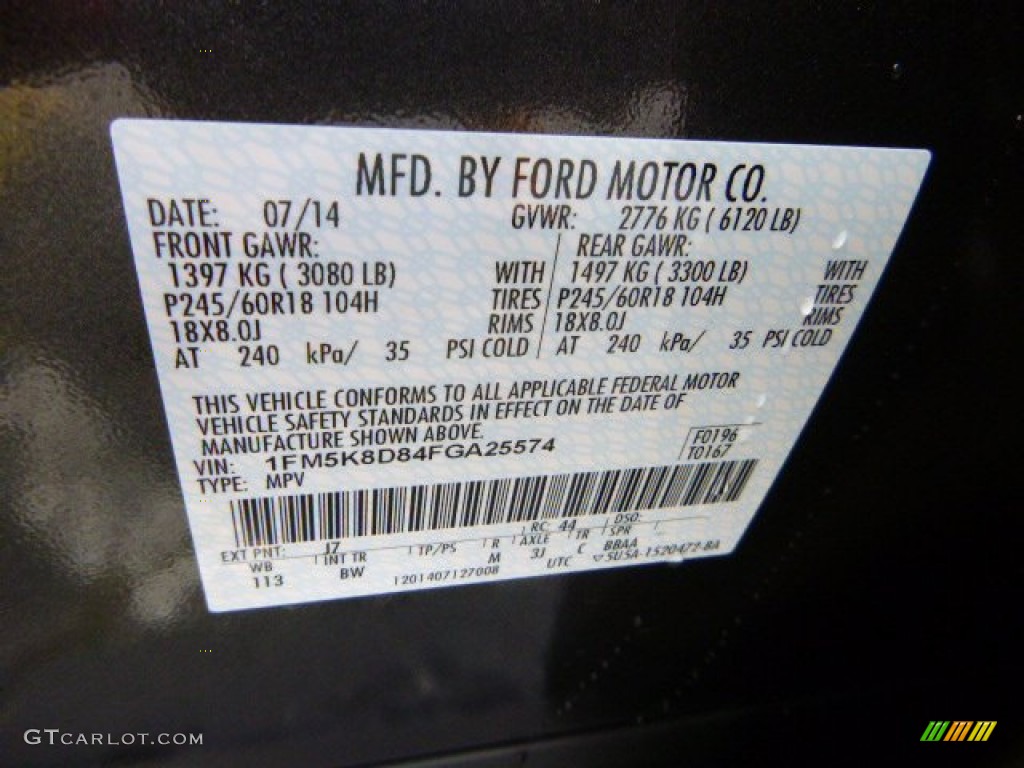 MFD. BY FORD MOTOR CO.
DATE: 07/14 GVWR: 2776 KG ( 6120 LB)
FRONT GAWR: REAR GAWR:
1397 KG ( 3080 LB) WITH 1497 KG ( 3300 LB) WITH
P245/60R18 104H TIRES P245/60R18 104H TIRES
18X8.0J RIMS 18X8.0J RIMS
AT 240 kPa/ 35 PSI COLD AT 240 kPa/ 35 PSI COLD
THIS VEHICLE CONFORMS TO ALL APPLICABLE FEDERAL MOTOR
VEHICLE SAFETY STANDARDS IN EFFECT ON THE DATE OF
MANUFACTURE SHOWN ABOVE.
VIN: 1FM5K8D84FGA25574 F0196
TYPE: MPV T0167
EXT PNT: J7 RC: 44 DSO:
WB INT TR TP/PS R AXLE TR SPR
113 BW M 3J C BBAA
1201407127008 UTC ▽5U5A-1520472-BA
GTCARLOT.COM